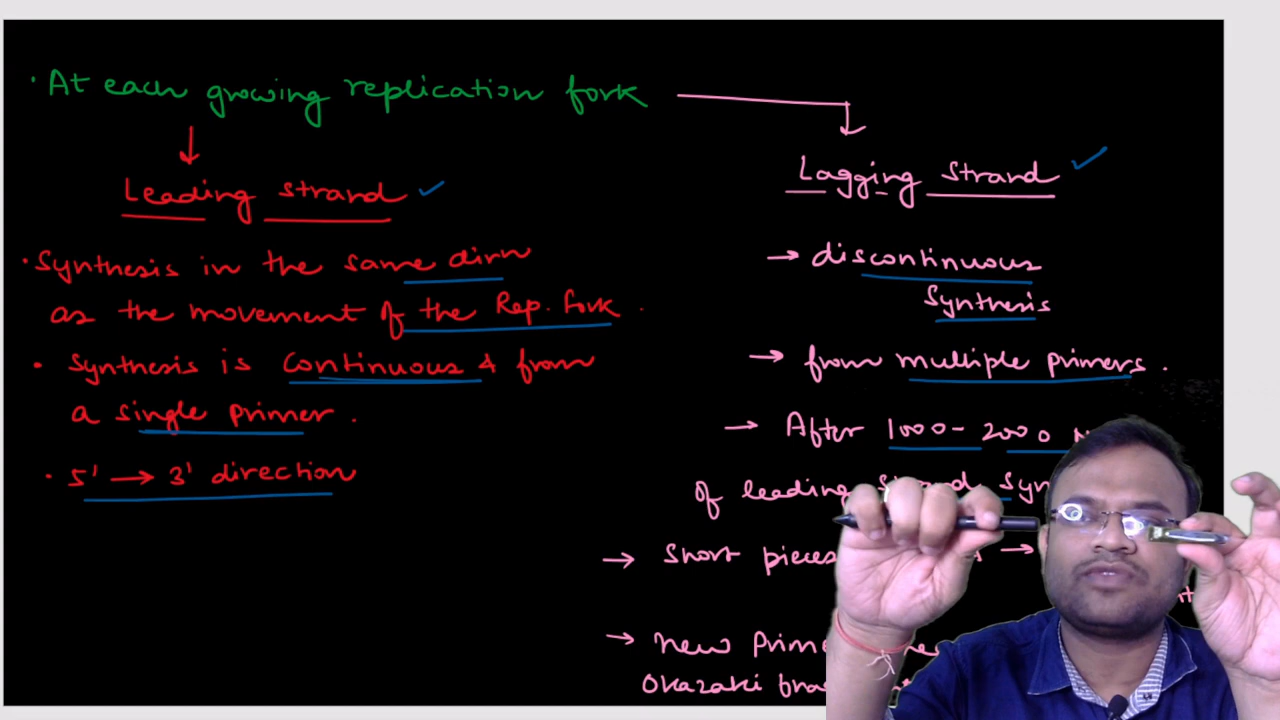 · At each growing replication fork
Leading strand
· Synthesis in the same dirn
as the movement of the Rep. fork .
· Synthesis is continuous & from
a single primer .
· 5' → 3' direction
Lagging strand
→ discontinuous
Synthesis
→ from multiple primers .
→ After 1000-2000
of leading strand
→ Short pieces
→ new
Okazaki